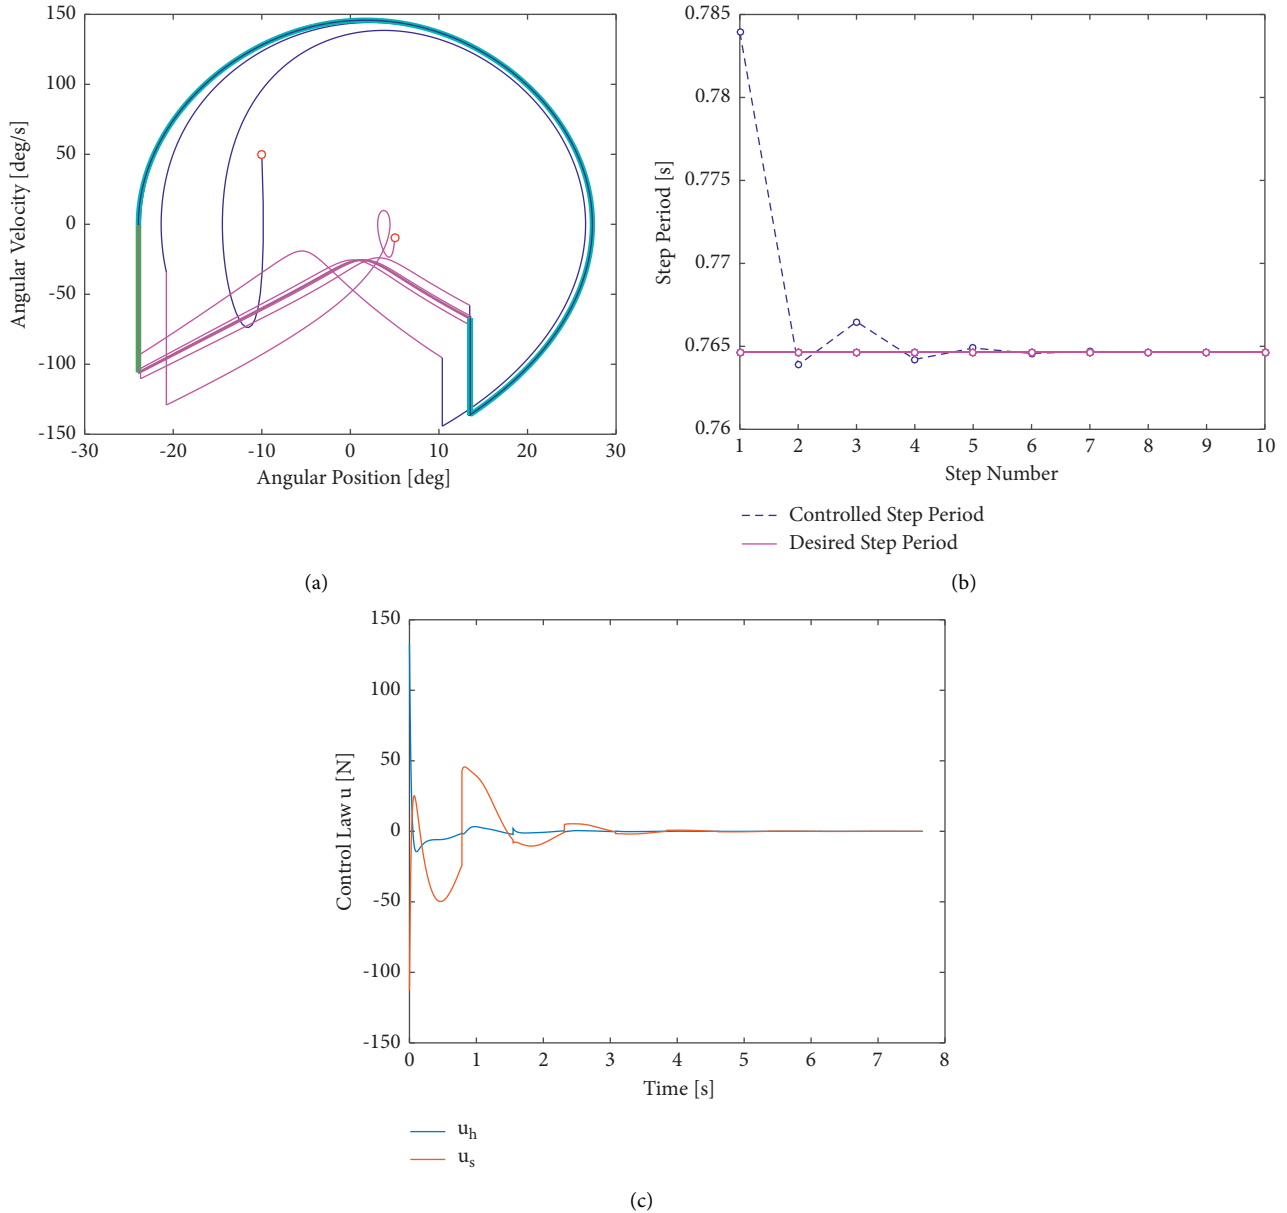 150
100
50
0
-50
-100
-150
-30 -20 -10 0 10 20 30
Angular Velocity [deg/s]
Angular Position [deg]
(a)
0.785
0.78
0.775
0.77
0.765
0.76
1 2 3 4 5 6 7 8 9 10
Step Period [s]
Step Number
Controlled Step Period
Desired Step Period
(b)
150
100
50
0
-50
-100
-150
0 1 2 3 4 5 6 7 8
Control Law u [N]
Time [s]
u_h
u_s
(c)